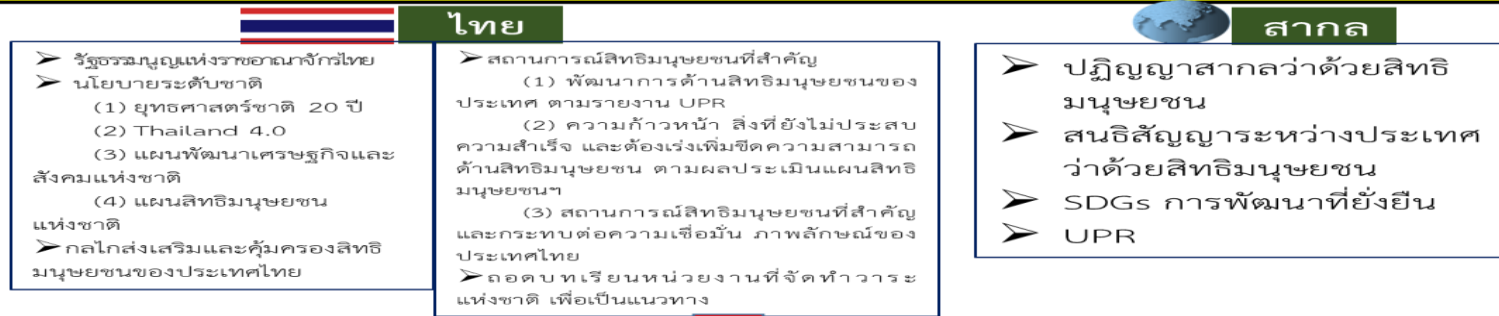 ไทย
➤ รัฐธรรมนูญแห่งราชอาณาจักรไทย
➤ นโยบายระดับชาติ
(1) ยุทธศาสตร์ชาติ 20 ปี
(2) Thailand 4.0
(3) แผนพัฒนาเศรษฐกิจและ
สังคมแห่งชาติ
(4) แผนสิทธิมนุษยชน
แห่งชาติ
➤กลไกส่งเสริมและคุ้มครองสิทธิ
มนุษยชนของประเทศไทย
➤สถานการณ์สิทธิมนุษยชนที่สำคัญ
(1) พัฒนาการด้านสิทธิมนุษยชนของ
ประเทศ ตามรายงาน UPR
(2) ความก้าวหน้า สิ่งที่ยังไม่ประสบ
ความสำเร็จ และต้องเร่งเพิ่มขีดความสามารถ
ด้านสิทธิมนุษยชน ตามผลประเมินแผนสิทธิ
มนุษยชนฯ
(3) สถานการณ์สิทธิมนุษยชนที่สำคัญ
และกระทบต่อความเชื่อมั่น ภาพลักษณ์ของ
ประเทศไทย
➤ถอดบทเรียนหน่วยงานที่จัดทำวาระ
แห่งชาติ เพื่อเป็นแนวทาง
สากล
➤ ปฏิญญาสากลว่าด้วยสิทธิ
มนุษยชน
➤ สนธิสัญญาระหว่างประเทศ
ว่าด้วยสิทธิมนุษยชน
➤ SDGs การพัฒนาที่ยั่งยืน
➤ UPR